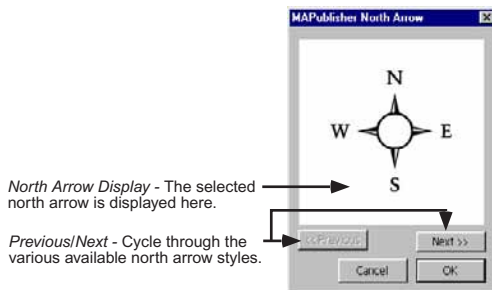 MAPublisher North Arrow
N
W E
S
North Arrow Display - The selected
north arrow is displayed here.
Previous/Next - Cycle through the
various available north arrow styles.
<<Previous Next >>
Cancel OK